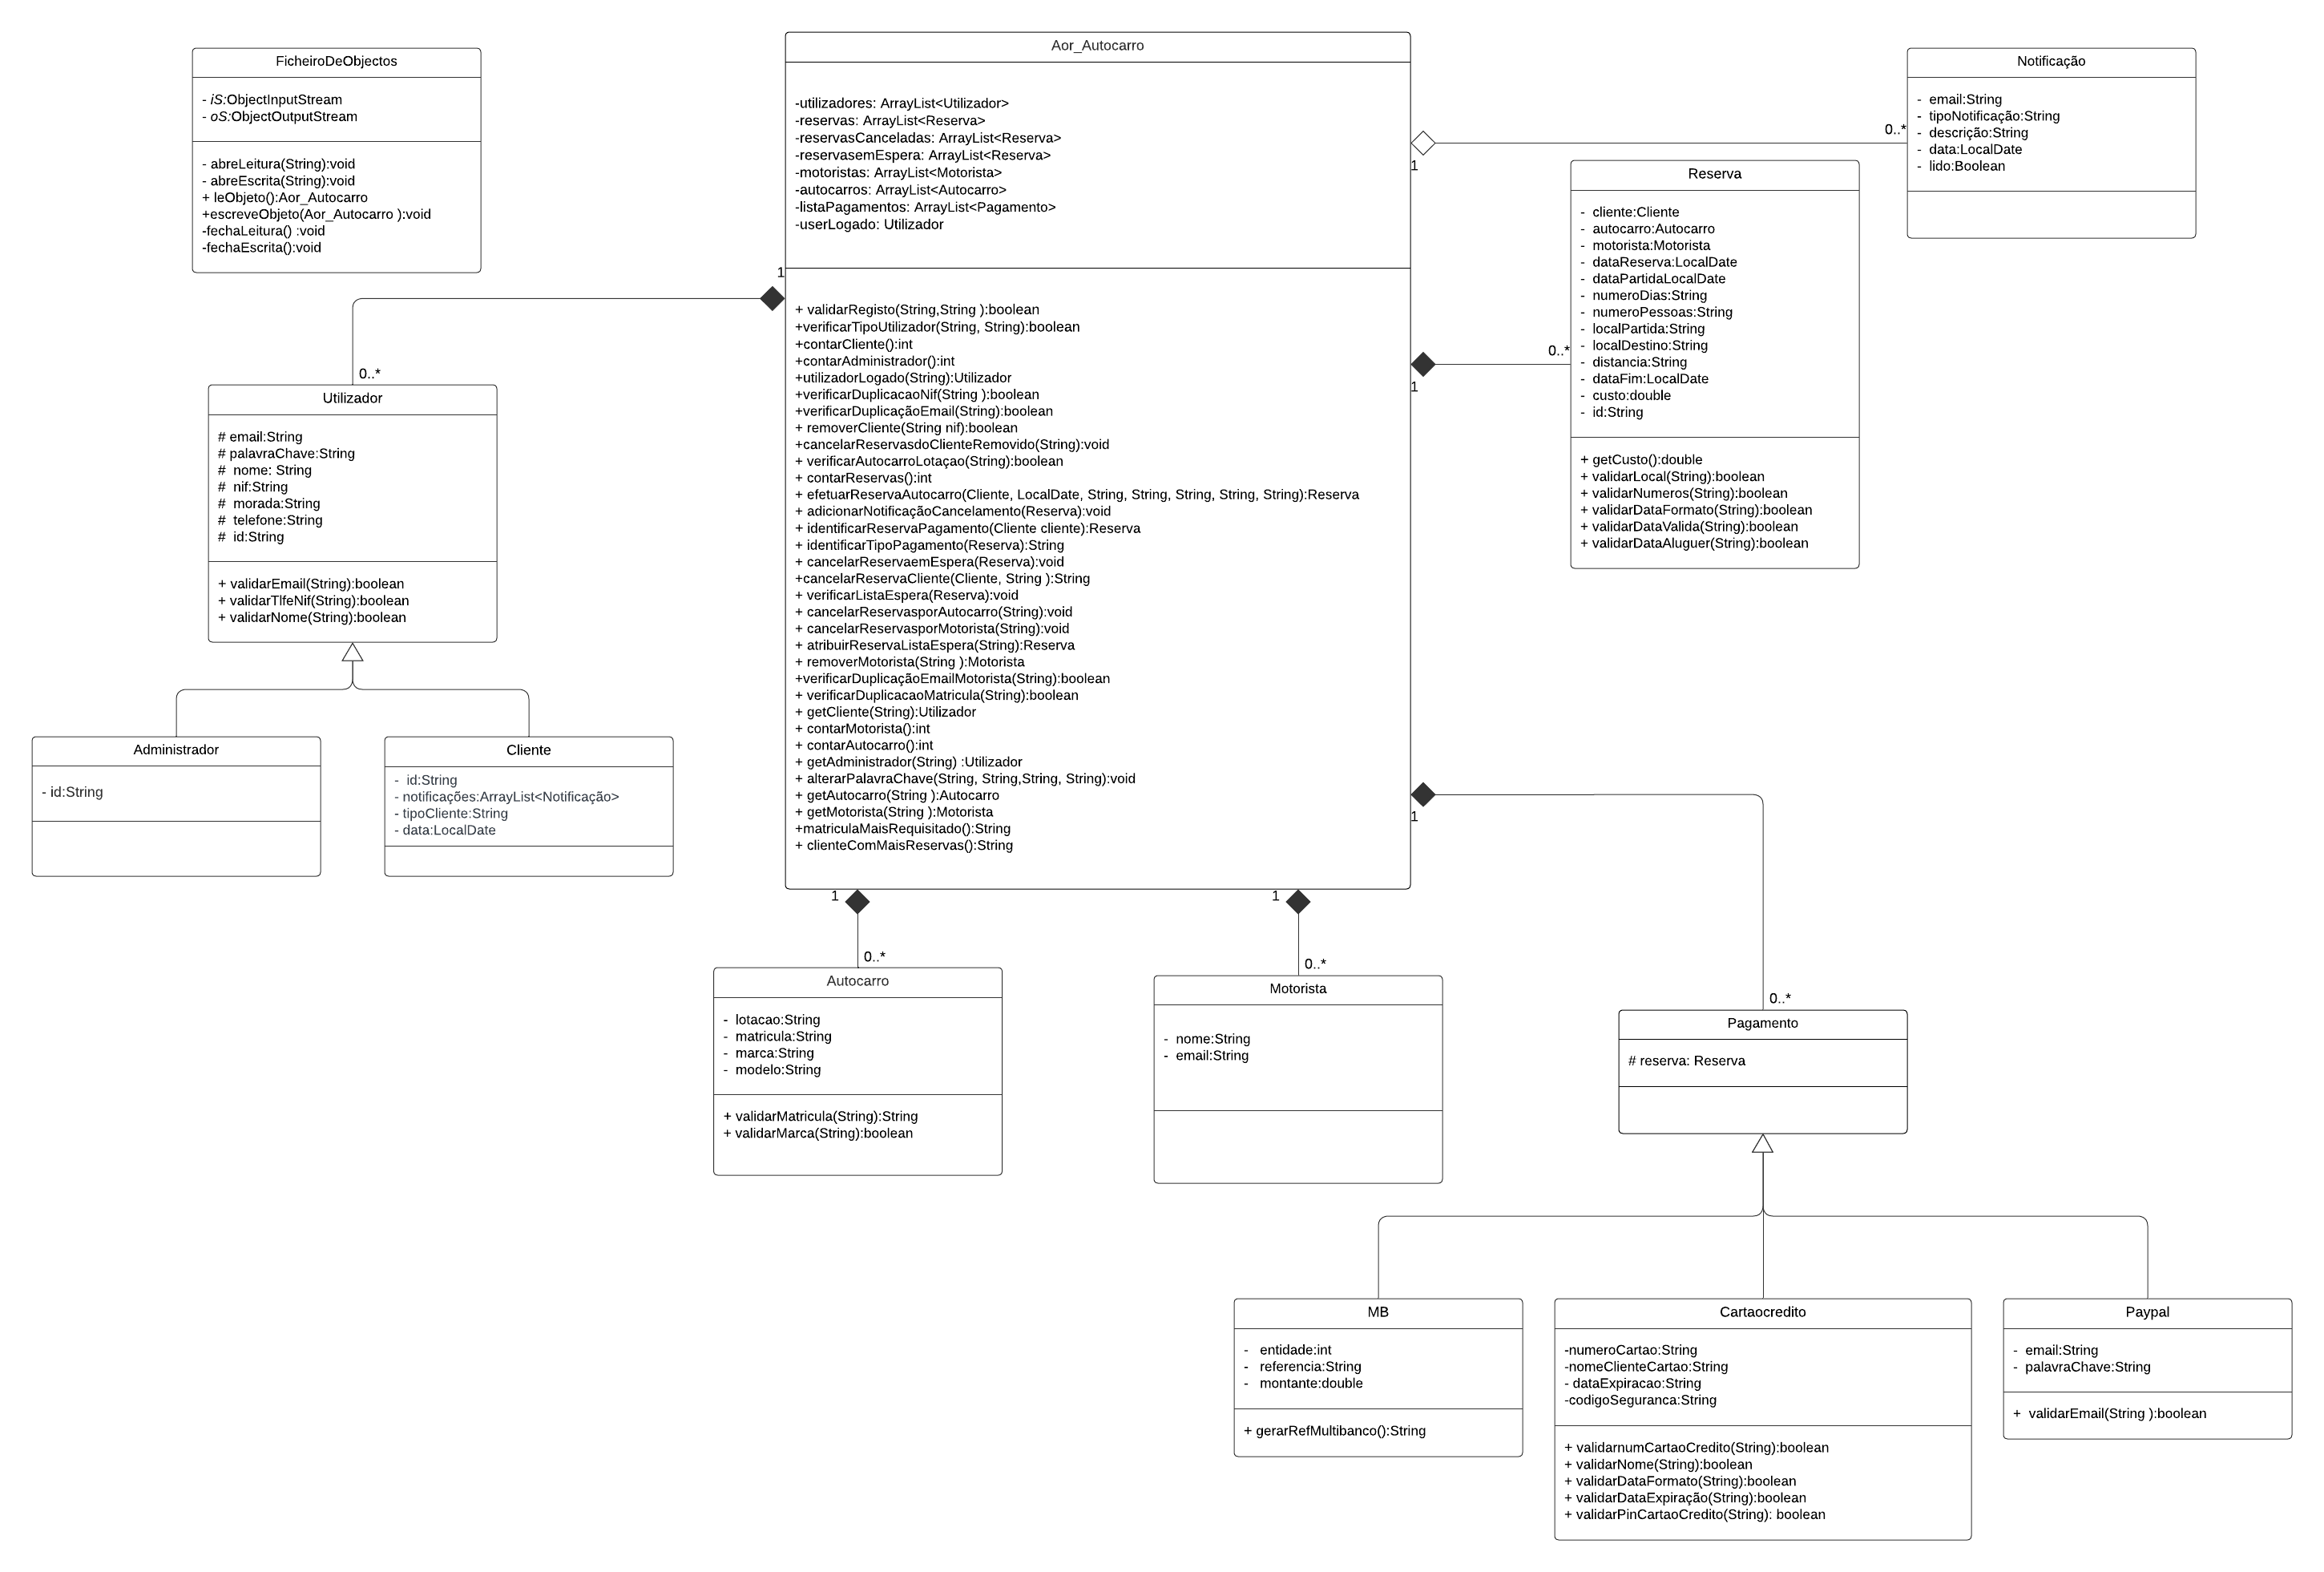 FicheiroDeObjectos
- iS:ObjectInputStream
- oS:ObjectOutputStream
- abreLeitura(String):void
- abreEscrita(String):void
+ leObjeto():Aor_Autocarro
+escreveObjeto(Aor_Autocarro ):void
-fechaLeitura() :void
-fechaEscrita():void
Aor_Autocarro
-utilizadores: ArrayList<Utilizador>
-reservas: ArrayList<Reserva>
-reservasCanceladas: ArrayList<Reserva>
-reservasemEspera: ArrayList<Reserva>
-motoristas: ArrayList<Motorista>
-autocarros: ArrayList<Autocarro>
-listaPagamentos: ArrayList<Pagamento>
-userLogado: Utilizador
+ validarRegisto(String,String ):boolean
+verificarTipoUtilizador(String, String):boolean
+contarCliente():int
+contarAdministrador():int
+utilizadorLogado(String):Utilizador
+verificarDuplicacaoNif(String ):boolean
+verificarDuplicaçãoEmail(String):boolean
+ removerCliente(String nif):boolean
+cancelarReservasdoClienteRemovido(String):void
+ verificarAutocarroLotaçao(String):boolean
+ contarReservas():int
+ efetuarReservaAutocarro(Cliente, LocalDate, String, String, String, String, String):Reserva
+ adicionarNotificaçãoCancelamento(Reserva):void
+ identificarReservaPagamento(Cliente cliente):Reserva
+ identificarTipoPagamento(Reserva):String
+ cancelarReservaemEspera(Reserva):void
+cancelarReservaCliente(Cliente, String ):String
+ verificarListaEspera(Reserva):void
+ cancelarReservasporAutocarro(String):void
+ cancelarReservasporMotorista(String):void
+ atribuirReservaListaEspera(String):Reserva
+ removerMotorista(String ):Motorista
+verificarDuplicaçãoEmailMotorista(String):boolean
+ verificarDuplicacaoMatricula(String):boolean
+ getCliente(String):Utilizador
+ contarMotorista():int
+ contarAutocarro():int
+ getAdministrador(String) :Utilizador
+ alterarPalavraChave(String, String,String, String):void
+ getAutocarro(String ):Autocarro
+ getMotorista(String ):Motorista
+matriculaMaisRequisitado():String
+ clienteComMaisReservas():String
Notificação
- email:String
- tipoNotificação:String
- descrição:String
- data:LocalDate
- lido:Boolean
1
0..*
Reserva
- cliente:Cliente
- autocarro:Autocarro
- motorista:Motorista
- dataReserva:LocalDate
- dataPartidaLocalDate
- numeroDias:String
- numeroPessoas:String
- localPartida:String
- localDestino:String
- distancia:String
- dataFim:LocalDate
- custo:double
- id:String
+ getCusto():double
+ validarLocal(String):boolean
+ validarNumeros(String):boolean
+ validarDataFormato(String):boolean
+ validarDataValida(String):boolean
+ validarDataAluguer(String):boolean
1
0..*
1
0..*
Utilizador
# email:String
# palavraChave:String
# nome: String
# nif:String
# morada:String
# telefone:String
# id:String
+ validarEmail(String):boolean
+ validarTlfeNif(String):boolean
+ validarNome(String):boolean
Administrador
- id:String
Cliente
- id:String
- notificações:ArrayList<Notificação>
- tipoCliente:String
- data:LocalDate
1
0..*
Autocarro
- lotacao:String
- matricula:String
- marca:String
- modelo:String
+ validarMatricula(String):String
+ validarMarca(String):boolean
1
0..*
Motorista
- nome:String
- email:String
1
0..*
Pagamento
# reserva: Reserva
MB
- entidade:int
- referencia:String
- montante:double
+ gerarRefMultibanco():String
Cartaocredito
-numeroCartao:String
-nomeClienteCartao:String
- dataExpiracao:String
-codigoSeguranca:String
+ validarnumCartaoCredito(String):boolean
+ validarNome(String):boolean
+ validarDataFormato(String):boolean
+ validarDataExpiração(String):boolean
+ validarPinCartaoCredito(String): boolean
Paypal
- email:String
- palavraChave:String
+ validarEmail(String ):boolean